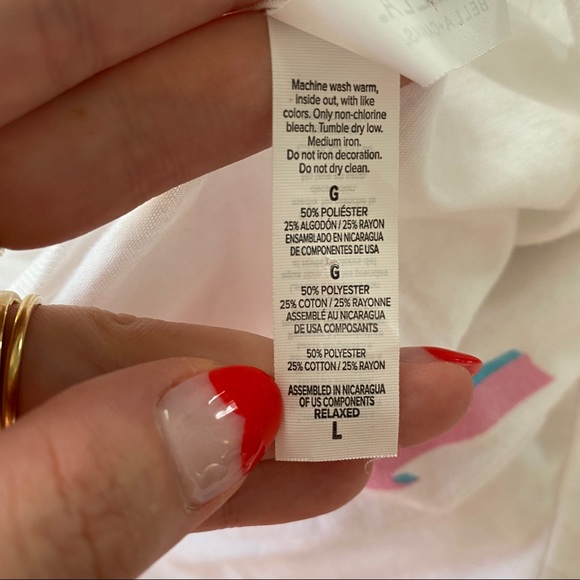 BELLA+CANVAS.
Machine wash warm,
inside out, with like
colors. Only non-chlorine
bleach. Tumble dry low.
Medium iron.
Do not iron decoration.
Do not dry clean.
G
50% POLIÉSTER
25% ALGODÓN / 25% RAYON
ENSAMBLADO EN NICARAGUA
DE COMPONENTES DE USA
G
50% POLYESTER
25% COTON / 25% RAYONNE
ASSEMBLÉ AU NICARAGUA
DE USA COMPOSANTS
50% POLYESTER
25% COTTON / 25% RAYON
ASSEMBLED IN NICARAGUA
OF US COMPONENTS
RELAXED
L